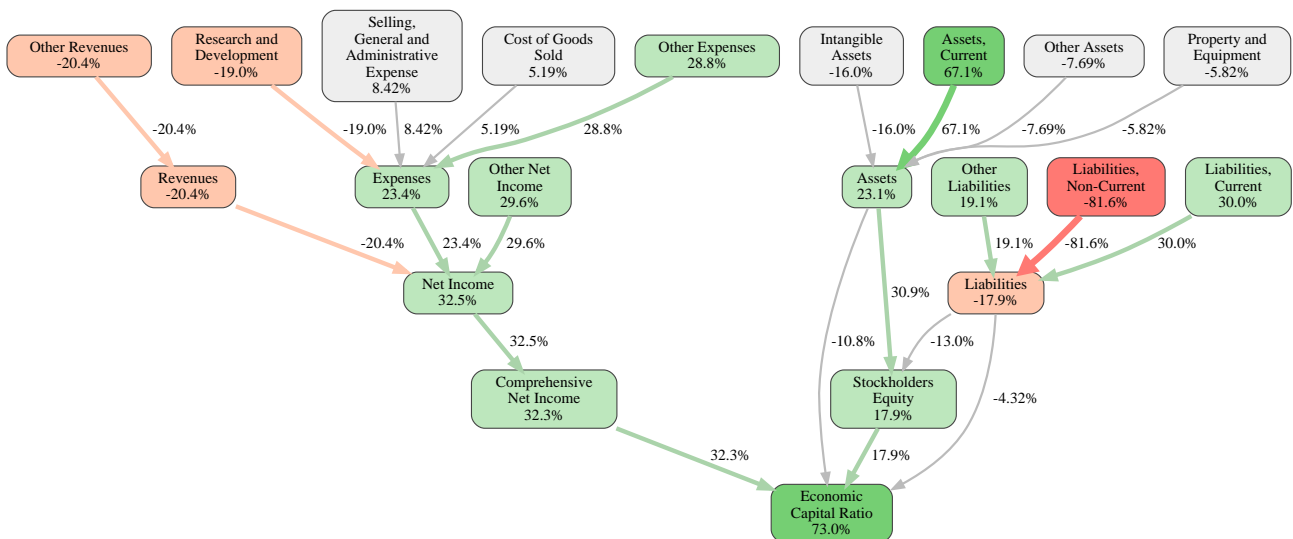 Other Revenues
-20.4%
Research and
Development
-19.0%
Selling,
General and
Administrative
Expense
8.42%
Cost of Goods
Sold
5.19%
Other Expenses
28.8%
Intangible
Assets
-16.0%
Assets,
Current
67.1%
Other Assets
-7.69%
Property and
Equipment
-5.82%
-20.4%
-19.0%
8.42%
5.19%
28.8%
-16.0%
67.1%
-7.69%
-5.82%
Revenues
-20.4%
Expenses
23.4%
Other Net
Income
29.6%
Assets
23.1%
Other
Liabilities
19.1%
Liabilities,
Non-Current
-81.6%
Liabilities,
Current
30.0%
-20.4%
23.4%
29.6%
19.1%
-81.6%
30.0%
Net Income
32.5%
30.9%
Liabilities
-17.9%
32.5%
-10.8%
-13.0%
Comprehensive
Net Income
32.3%
Stockholders
Equity
17.9%
-4.32%
32.3%
17.9%
Economic
Capital Ratio
73.0%